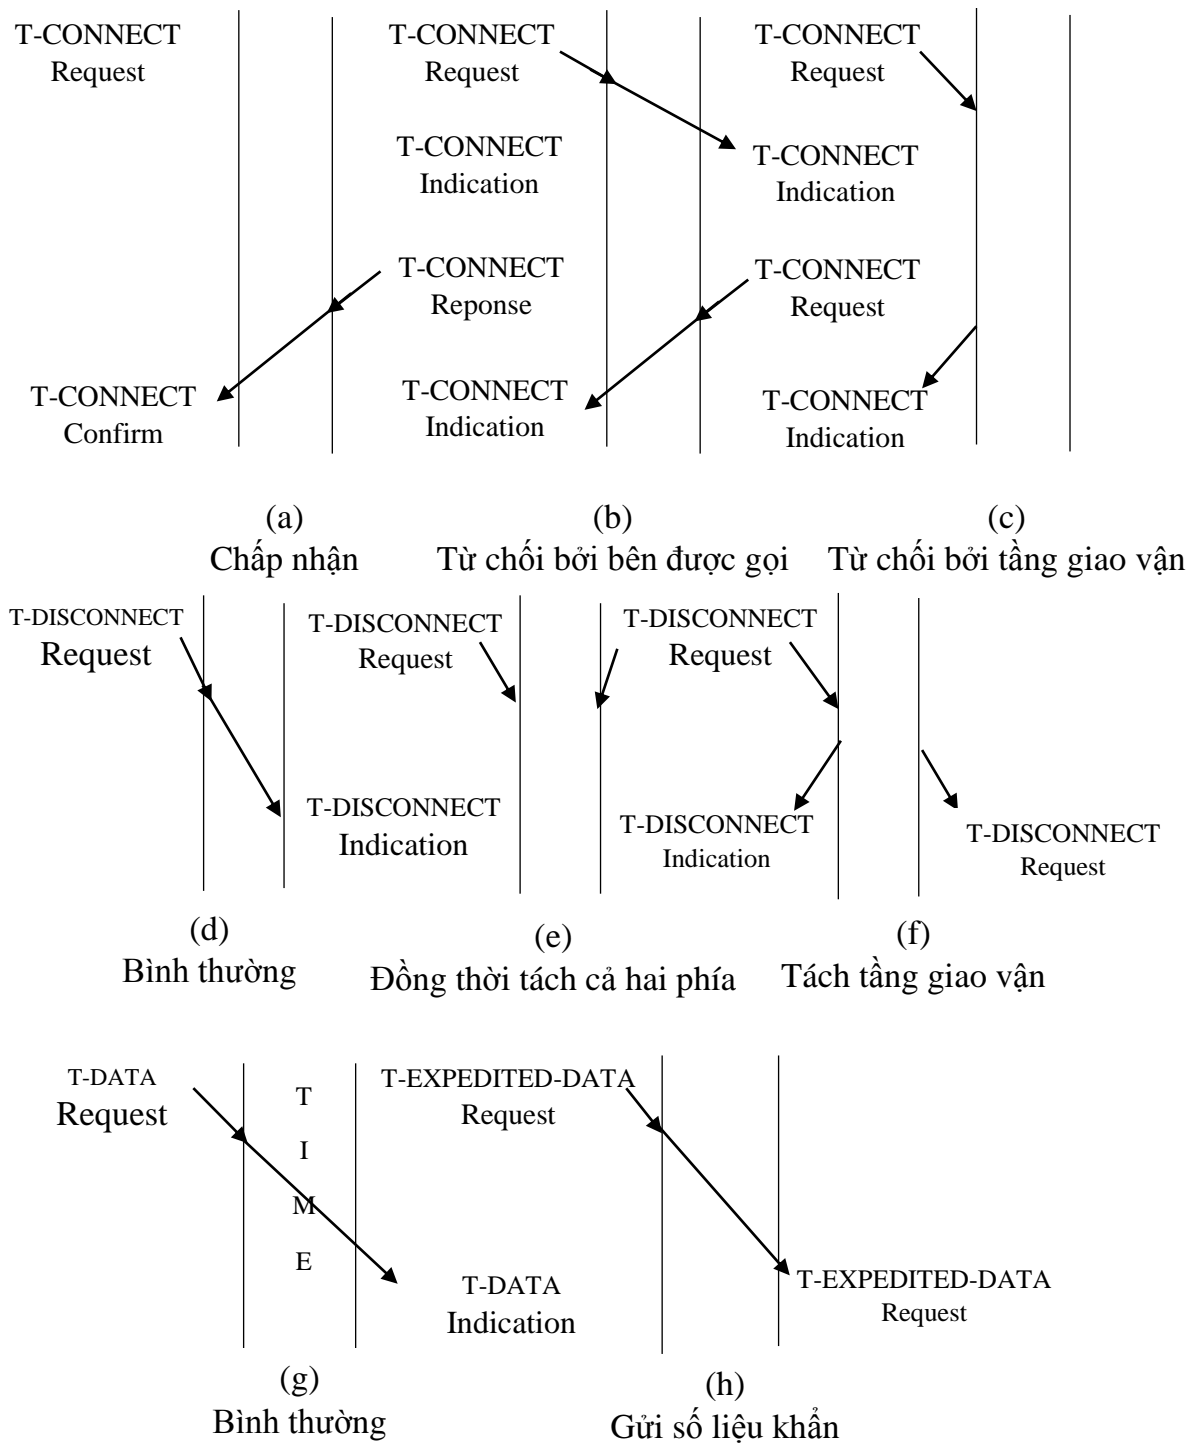 T-CONNECT
Request
T-CONNECT
Request
T-CONNECT
Request
T-CONNECT
Indication
T-CONNECT
Indication
T-CONNECT
Reponse
T-CONNECT
Request
T-CONNECT
Confirm
T-CONNECT
Indication
T-CONNECT
Indication
(a)
Chấp nhận
(b)
Từ chối bởi bên được gọi
(c)
Từ chối bởi tầng giao vận
T-DISCONNECT
Request
T-DISCONNECT
Request
T-DISCONNECT
Request
T-DISCONNECT
Indication
T-DISCONNECT
Indication
T-DISCONNECT
Request
(d)
Bình thường
(e)
Đồng thời tách cả hai phía
(f)
Tách tầng giao vận
T-DATA
Request
T
I
M
E
T-EXPEDITED-DATA
Request
T-DATA
Indication
T-EXPEDITED-DATA
Request
(g)
Bình thường
(h)
Gửi số liệu khẩn